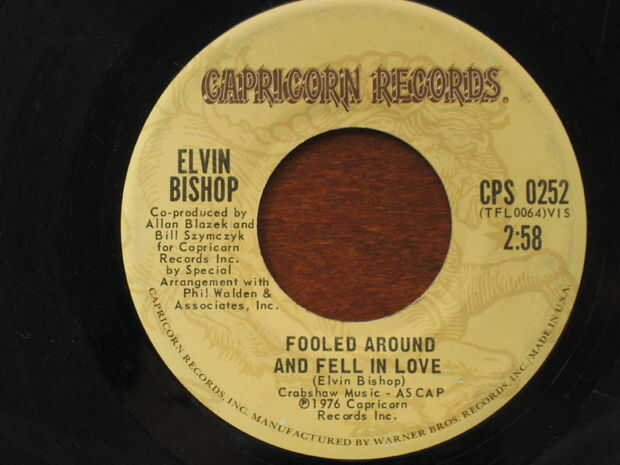 CAPRICORN RECORDS®
ELVIN
BISHOP
Co-produced by
Allan Blazek and
Bill Szymczyk
for Capricorn
Records Inc.
by Special
Arrangement with
Phil Walden &
Associates, Inc.
CPS 0252
(TFL0064)V1S
2:58
FOOLED AROUND
AND FELL IN LOVE
(Elvin Bishop)
Crabshaw Music - ASCAP
℗1976 Capricorn
Records Inc.
CAPRICORN RECORDS, INC. MANUFACTURED BY WARNER BROS. RECORDS INC. MADE IN U.S.A.